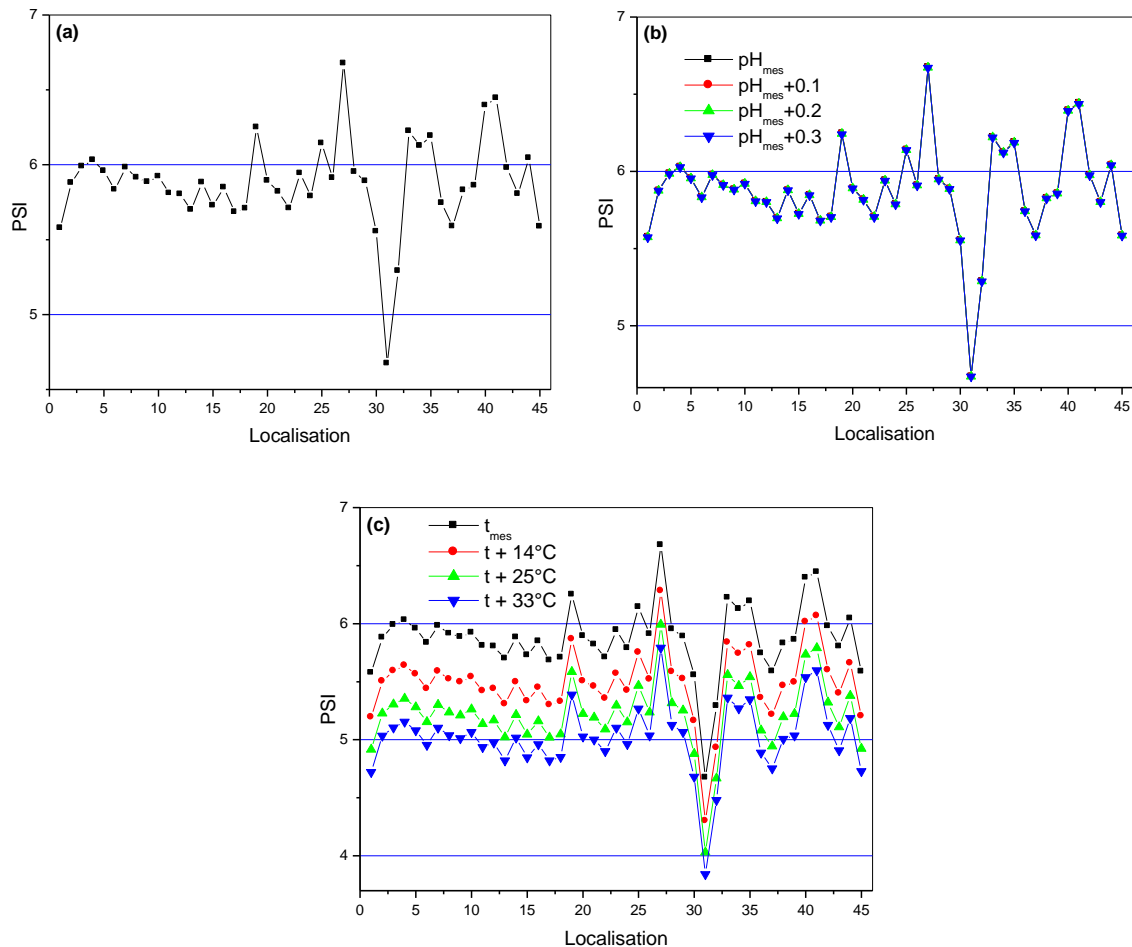 (a)
7
6
5
PSI
0 5 10 15 20 25 30 35 40 45
Localisation
(b)
pHmes
pHmes+0.1
pHmes+0.2
pHmes+0.3
7
6
5
PSI
0 5 10 15 20 25 30 35 40 45
Localisation
(c)
tmes
t + 14°C
t + 25°C
t + 33°C
7
6
5
4
PSI
0 5 10 15 20 25 30 35 40 45
Localisation